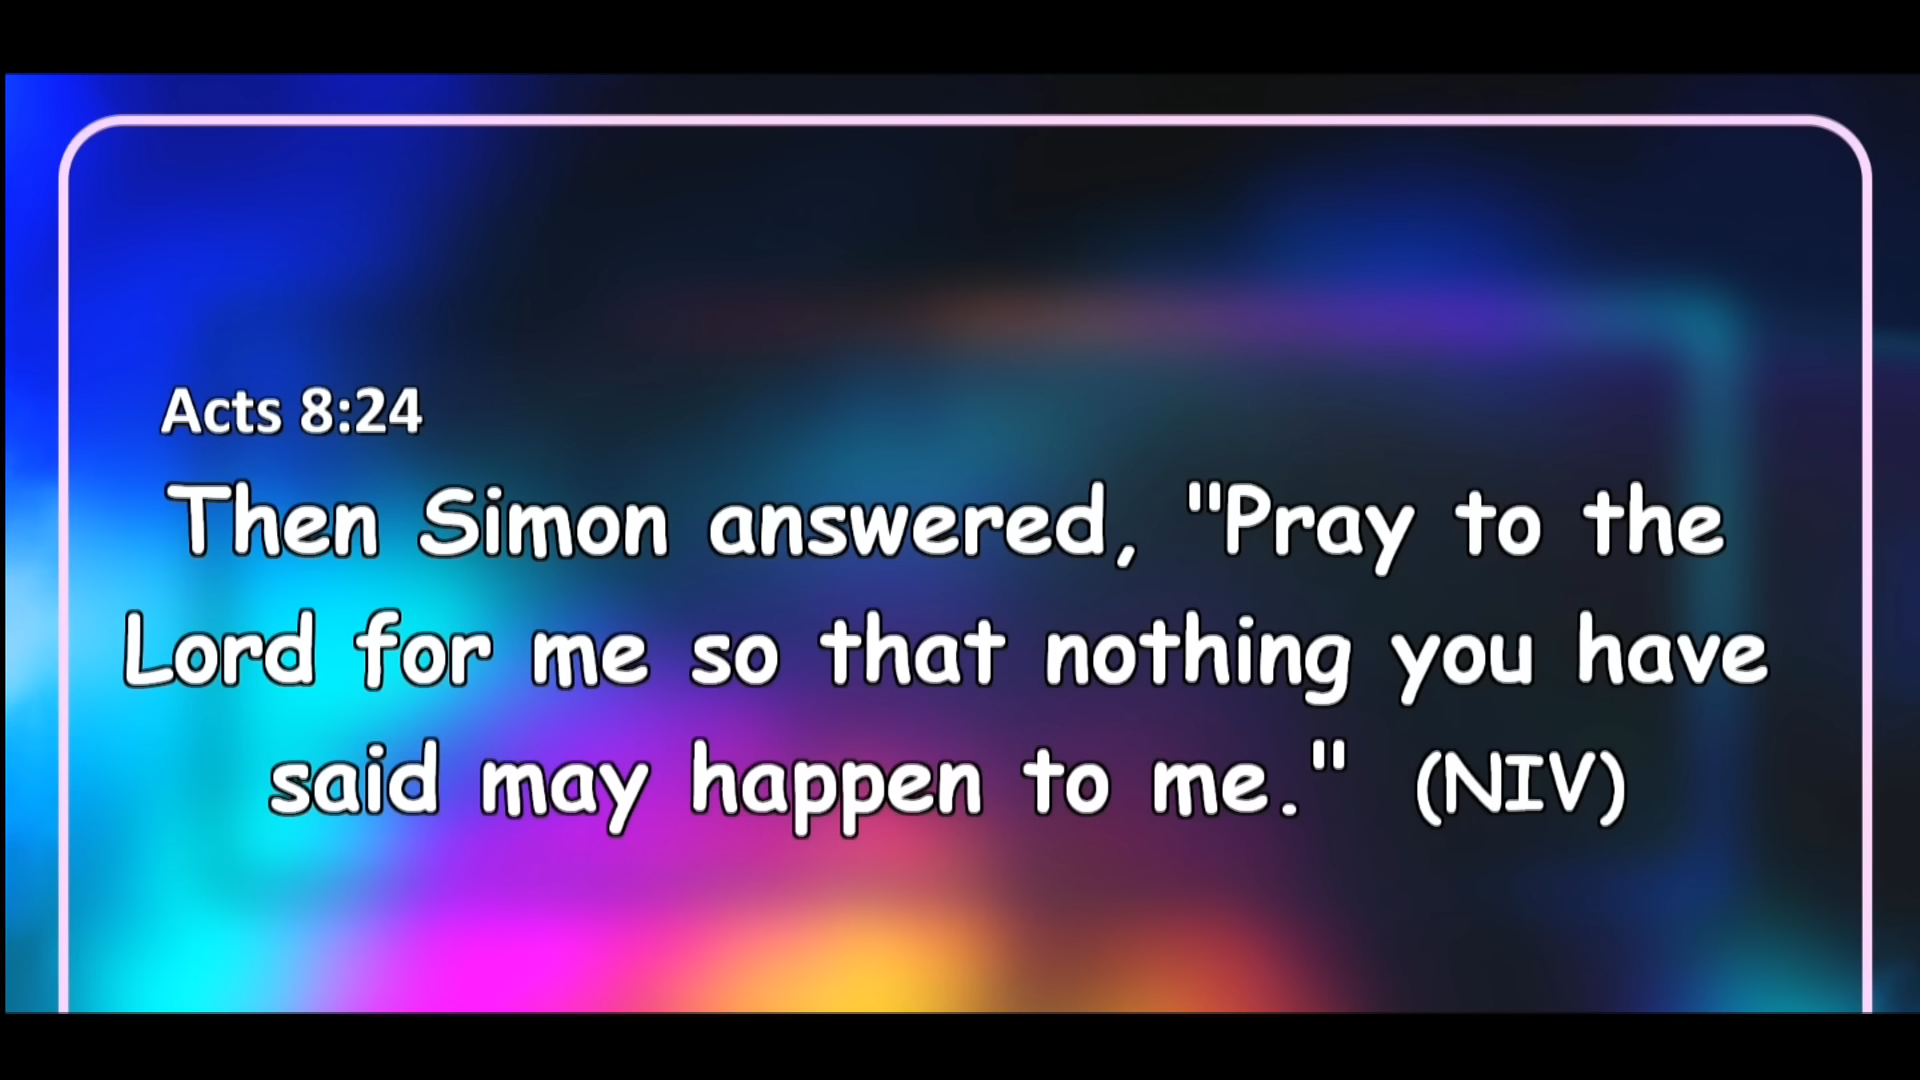 Acts 8:24
Then Simon answered, "Pray to the
Lord for me so that nothing you have
said may happen to me." (NIV)